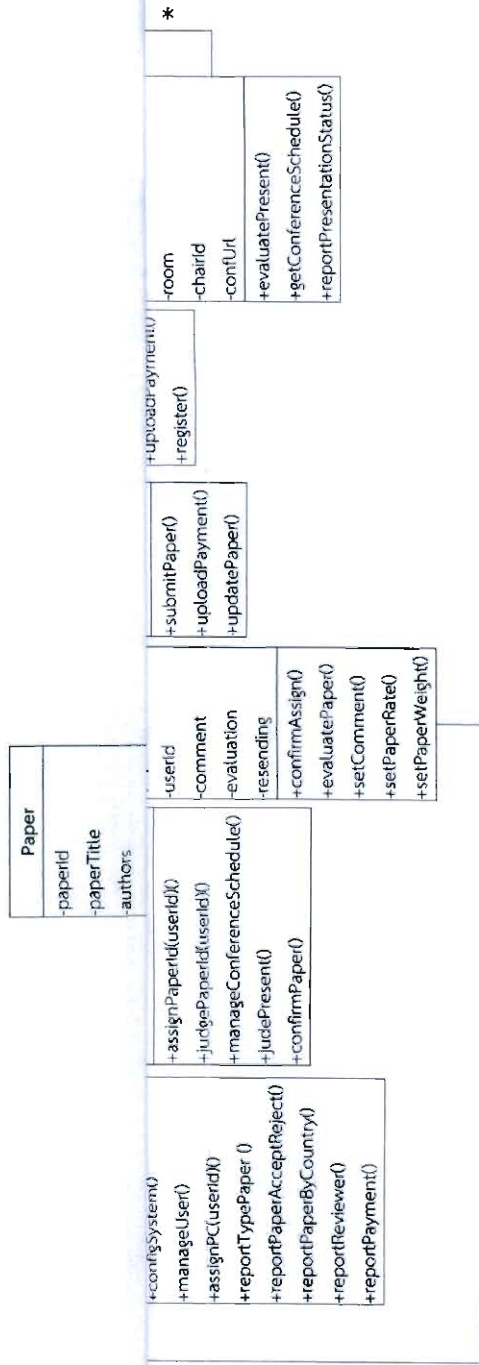 Paper
-paperId
-paperTitle
-authors
+configSystem()
+manageUser()
+assignPC(userId)()
+reportTypePaper ()
+reportPaperAcceptReject()
+reportPaperByCountry()
+reportReviewer()
+reportPayment()
+assignPaperId(userId)()
+judgePaperId(userId)()
+manageConferenceSchedule()
+judePresent()
+confirmPaper()
-userId
-comment
-evaluation
-resending
+confirmAssign()
+evaluatePaper()
+setComment()
+setPaperRate()
+setPaperWeight()
+submitPaper()
+uploadPayment()
+updatePaper()
+uploadPayment()
+register()
-room
-chairId
-confUrl
+evaluatePresent()
+getConferenceSchedule()
+reportPresentationStatus()
*